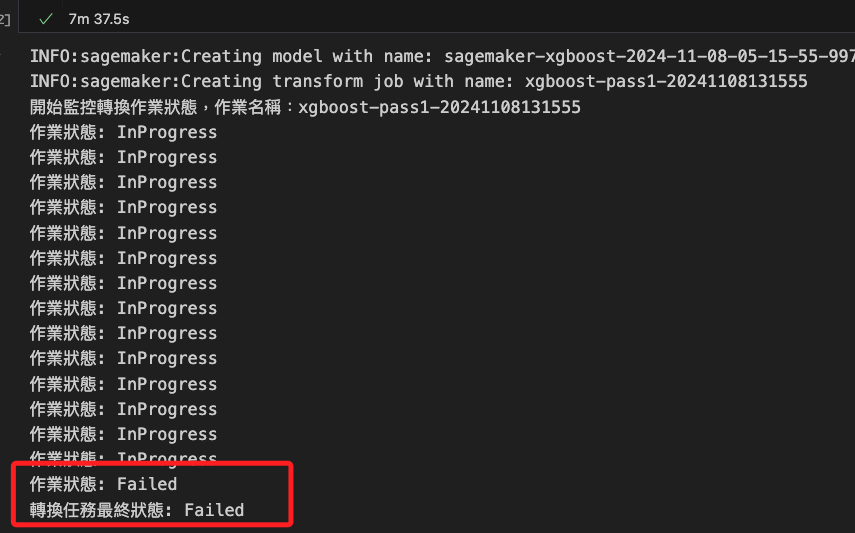 2]
7m 37.5s
INFO:sagemaker:Creating model with name: sagemaker-xgboost-2024-11-08-05-15-55-997
INFO:sagemaker:Creating transform job with name: xgboost-pass1-20241108131555
開始監控轉換作業狀態，作業名稱：xgboost-pass1-20241108131555
作業狀態: InProgress
作業狀態: InProgress
作業狀態: InProgress
作業狀態: InProgress
作業狀態: InProgress
作業狀態: InProgress
作業狀態: InProgress
作業狀態: InProgress
作業狀態: InProgress
作業狀態: InProgress
作業狀態: InProgress
作業狀態: InProgress
作業狀態: InProgress
作業狀態: InProgress
作業狀態: Failed
轉換任務最終狀態: Failed